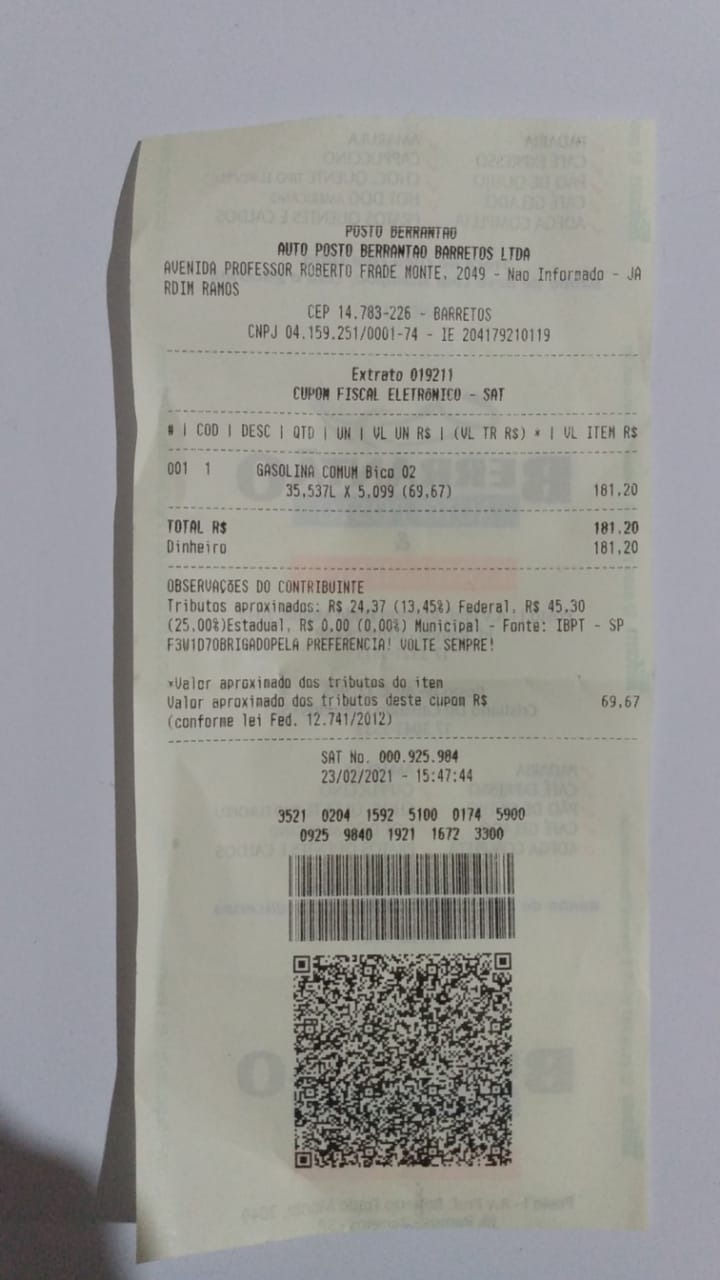 POSTO BERRANTAO
AUTO POSTO BERRANTAO BARRETOS LTDA
AVENIDA PROFESSOR ROBERTO FRADE MONTE, 2049 - Nao Informado - JA
RDIM RAMOS
CEP 14.783-226 - BARRETOS
CNPJ 04.159.251/0001-74 - IE 204179210119
Extrato 019211
CUPOM FISCAL ELETRôNICO - SAT
# | COD | DESC | QTD | UN | VL UN R$ | (VL TR R$) * | VL ITEM R$
001 1 GASOLINA COMUM Bico 02
35,537L X 5,099 (69,67) 181,20
TOTAL R$ 181,20
Dinheiro 181,20
OBSERVAÇõES DO CONTRIBUINTE
Tributos aproximados: R$ 24,37 (13,45%) Federal, R$ 45,30
(25,00%)Estadual, R$ 0,00 (0,00%) Municipal - Fonte: IBPT - SP
F3V1D7OBRIGADOPELA PREFERENCIA! VOLTE SEMPRE!
*Valor aproximado dos tributos do item
Valor aproximado dos tributos deste cupom R$ 69,67
(conforme lei Fed. 12.741/2012)
SAT No. 000.925.984
23/02/2021 - 15:47:44
3521 0204 1592 5100 0174 5900
0925 9840 1921 1672 3300